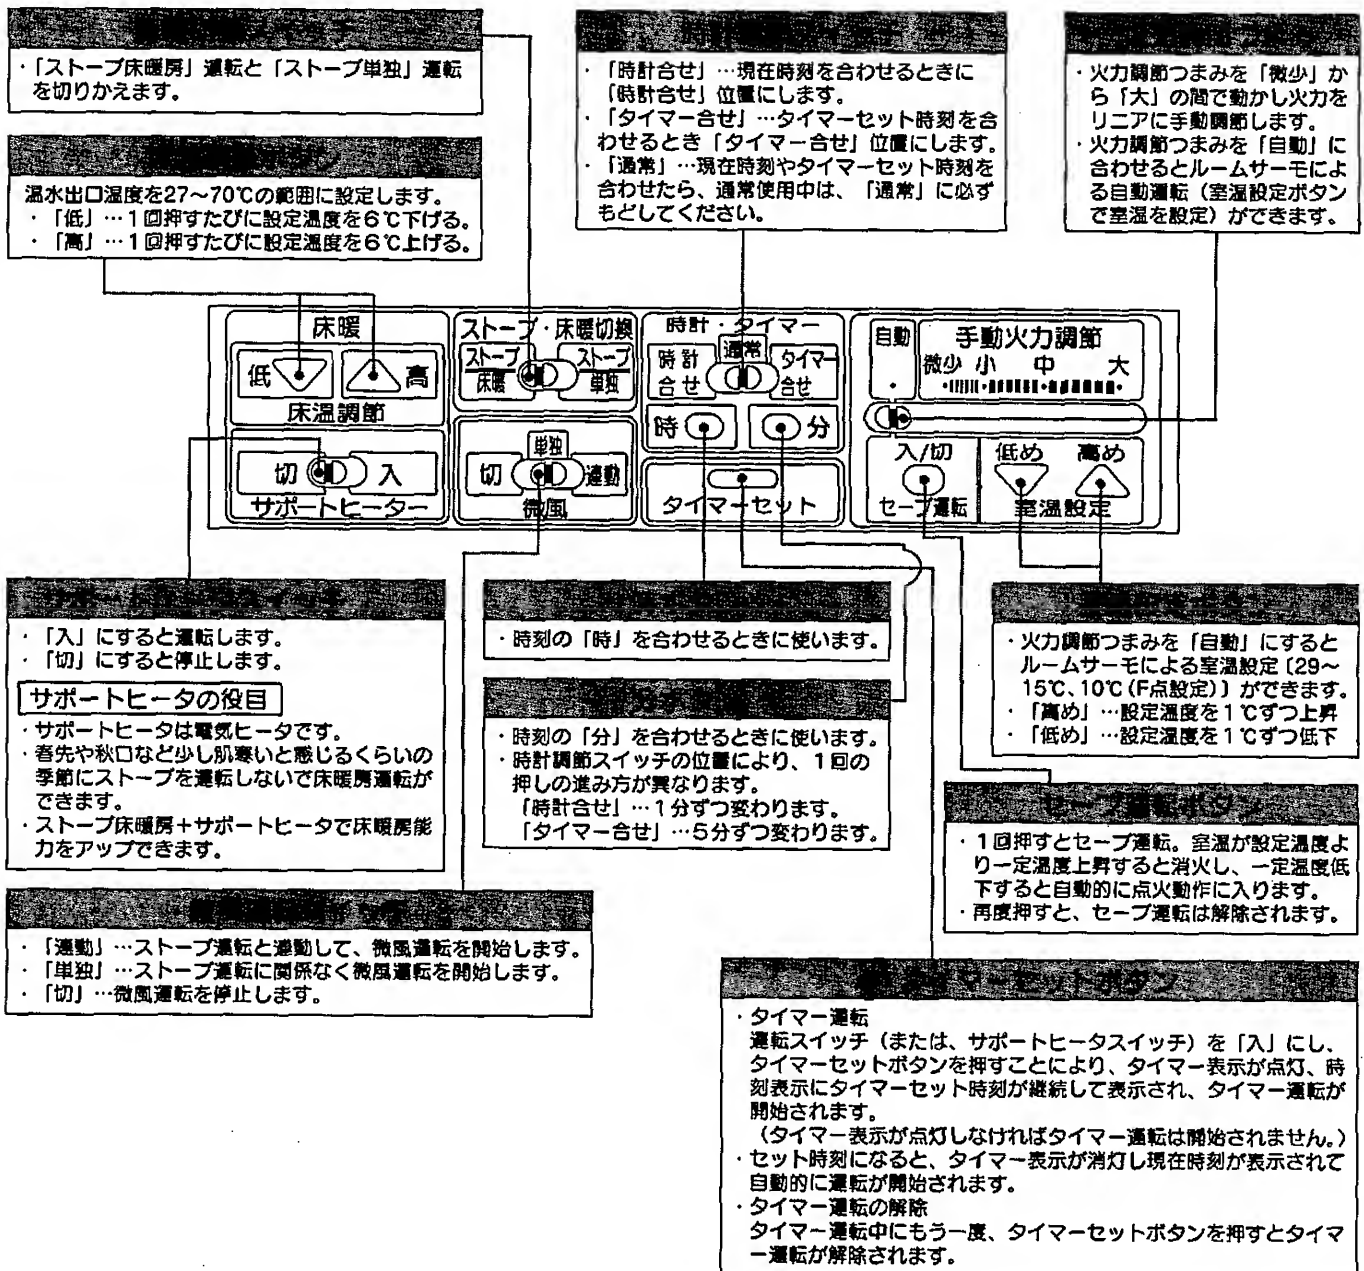 ・「ストーブ床暖房」運転と「ストーブ単独」運転
を切りかえます。
温水出口温度を27～70℃の範囲に設定します。
・「低」…1回押すたびに設定温度を6℃下げる。
・「高」…1回押すたびに設定温度を6℃上げる。
・「時計合せ」…現在時刻を合わせるときに
「時計合せ」位置にします。
・「タイマー合せ」…タイマーセット時刻を合
わせるとき「タイマー合せ」位置にします。
・「通常」…現在時刻やタイマーセット時刻を
合わせたら、通常使用中は、「通常」に必ず
もどしてください。
・火力調節つまみを「微少」か
ら「大」の間で動かし火力を
リニアに手動調節します。
・火力調節つまみを「自動」に
合わせるとルームサーモによ
る自動運転（室温設定ボタン
で室温を設定）ができます。
床暖
低 高
床温調節
切 入
サポートヒーター
ストーブ・床暖切換
ストーブ
床暖
ストーブ
単独
単独
切 連動
微風
時計・タイマー
通常
時計
合せ
タイマー
合せ
時 分
タイマーセット
自動
手動火力調節
微少 小 中 大
入/切
セーブ運転
低め 高め
室温設定
サポートヒータスイッチ
・「入」にすると運転します。
・「切」にすると停止します。
サポートヒータの役目
・サポートヒータは電気ヒータです。
・春先や秋口など少し肌寒いと感じるくらいの
季節にストーブを運転しないで床暖房運転が
できます。
・ストーブ床暖房＋サポートヒータで床暖房能
力をアップできます。
・「連動」…ストーブ運転と連動して、微風運転を開始します。
・「単独」…ストーブ運転に関係なく微風運転を開始します。
・「切」…微風運転を停止します。
・時刻の「時」を合わせるときに使います。
・時刻の「分」を合わせるときに使います。
・時計調節スイッチの位置により、1回の
押しの進み方が異なります。
「時計合せ」…1分ずつ変わります。
「タイマー合せ」…5分ずつ変わります。
・火力調節つまみを「自動」にすると
ルームサーモによる室温設定〔29～
15℃、10℃（F点設定）〕ができます。
・「高め」…設定温度を1℃ずつ上昇
・「低め」…設定温度を1℃ずつ低下
セーブ運転ボタン
・1回押すとセーブ運転。室温が設定温度よ
り一定温度上昇すると消火し、一定温度低
下すると自動的に点火動作に入ります。
・再度押すと、セーブ運転は解除されます。
タイマーセットボタン
・タイマー運転
運転スイッチ（または、サポートヒータスイッチ）を「入」にし、
タイマーセットボタンを押すことにより、タイマー表示が点灯、時
刻表示にタイマーセット時刻が継続して表示され、タイマー運転が
開始されます。
（タイマー表示が点灯しなければタイマー運転は開始されません。）
・セット時刻になると、タイマー表示が消灯し現在時刻が表示されて
自動的に運転が開始されます。
・タイマー運転の解除
タイマー運転中にもう一度、タイマーセットボタンを押すとタイマ
ー運転が解除されます。